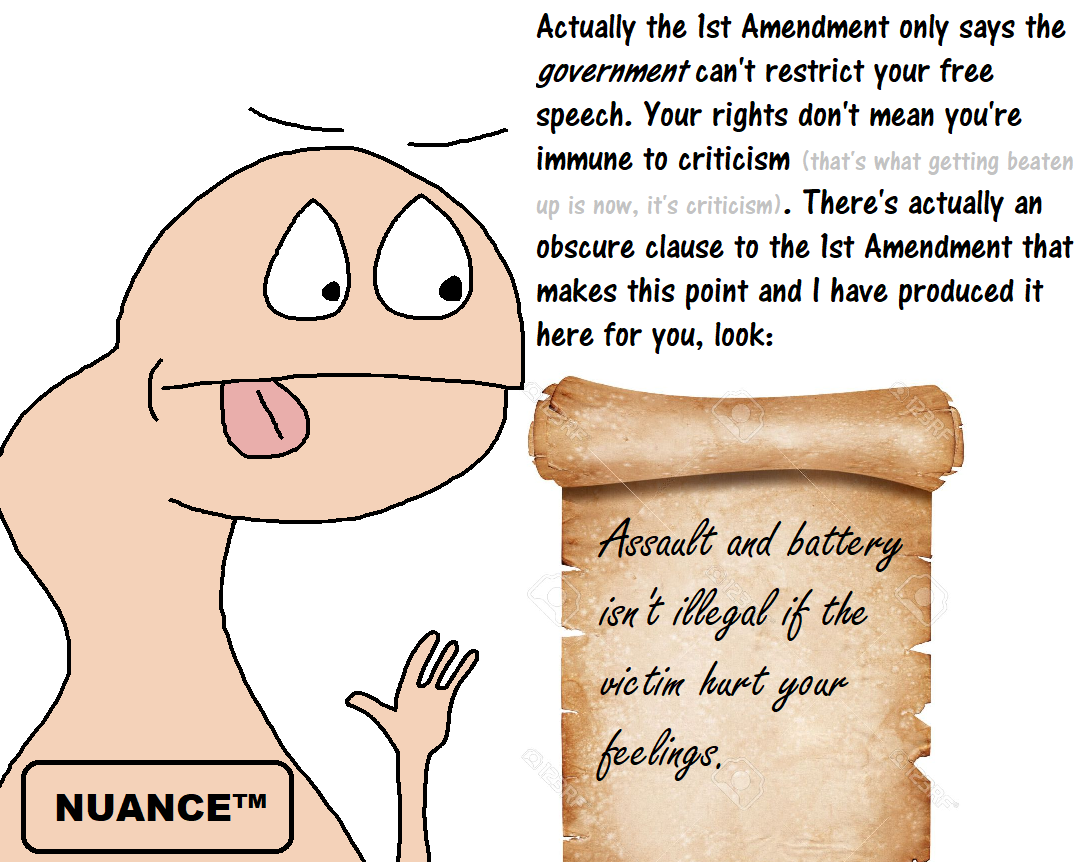 Actually the 1st Amendment only says the
government can't restrict your free
speech. Your rights don't mean you're
immune to criticism (that's what getting beaten
up is now, it's criticism). There's actually an
obscure clause to the 1st Amendment that
makes this point and I have produced it
here for you, look:
Assault and battery
isn't illegal if the
victim hurt your
feelings.
NUANCE™